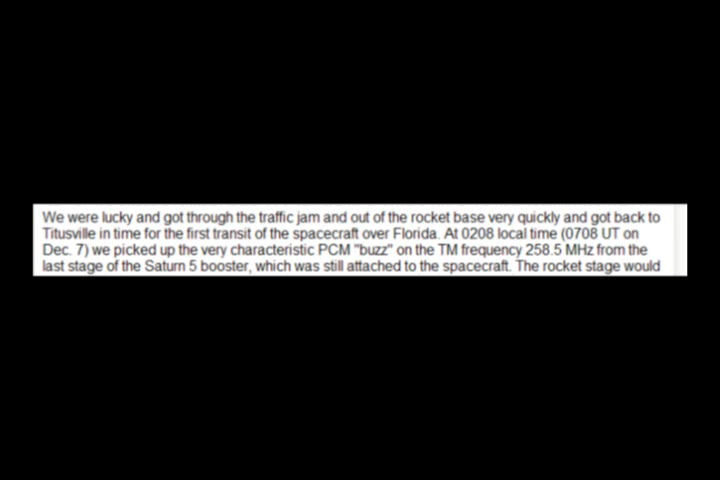 We were lucky and got through the traffic jam and out of the rocket base very quickly and got back to
Titusville in time for the first transit of the spacecraft over Florida. At 0208 local time (0708 UT on
Dec. 7) we picked up the very characteristic PCM "buzz" on the TM frequency 258.5 MHz from the
last stage of the Saturn 5 booster, which was still attached to the spacecraft. The rocket stage would